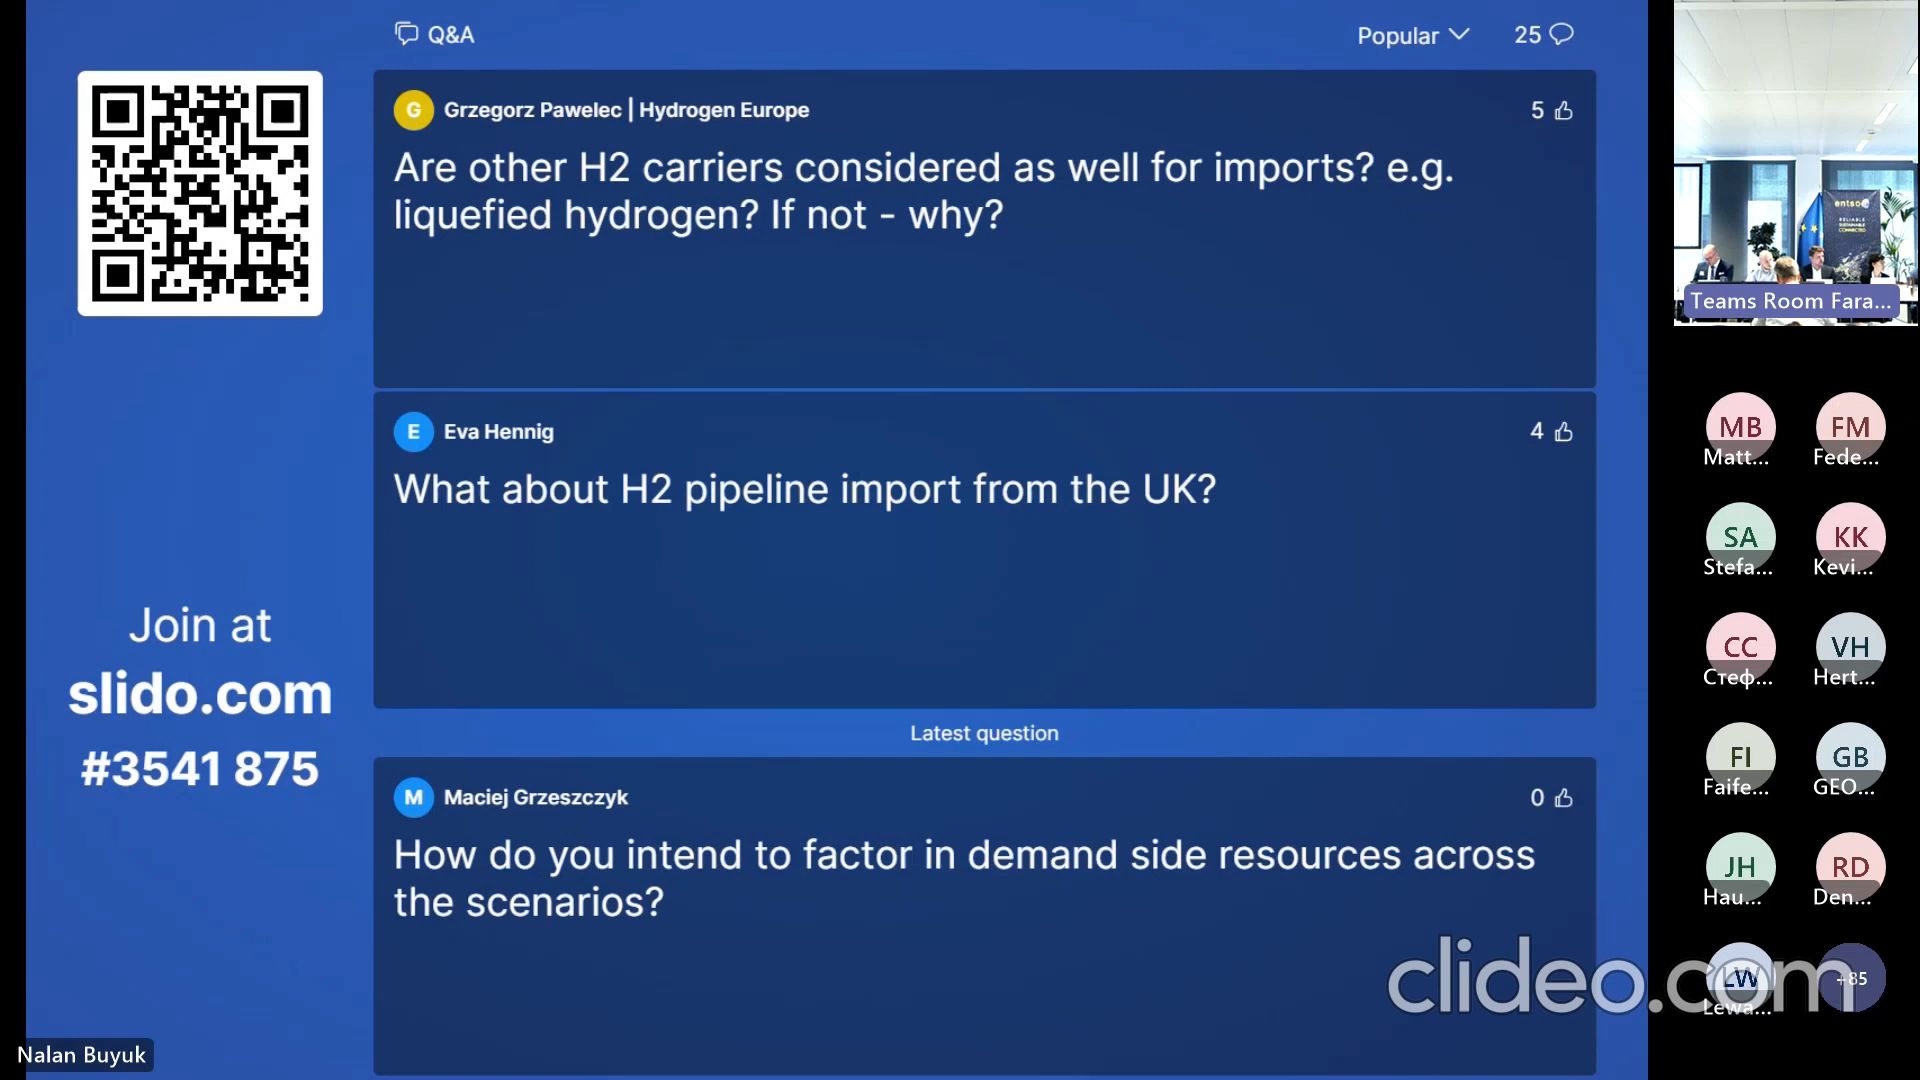 Q&A
Popular
25
G
Grzegorz Pawelec | Hydrogen Europe
5
Are other H2 carriers considered as well for imports? e.g.
liquefied hydrogen? If not - why?
E
Eva Hennig
4
What about H2 pipeline import from the UK?
Join at
slido.com
#3541 875
Latest question
M
Maciej Grzeszczyk
0
How do you intend to factor in demand side resources across
the scenarios?
Nalan Buyuk
entsoe
RELIABLE
SUSTAINABLE
CONNECTED
Teams Room Fara...
MB
Matt...
FM
Fede...
SA
Stefa...
KK
Kevi...
CC
Стеф...
VH
Hert...
FI
Faife...
GB
GEO...
JH
Hau...
RD
Den...
LW
Lewa...
+85
clideo.com